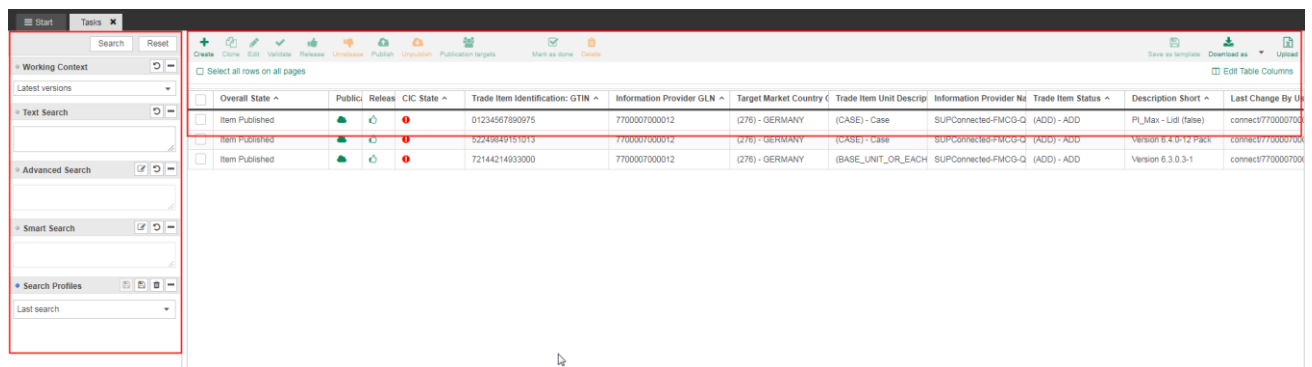 Start Tasks
Search Reset
Working Context
Latest versions
Text Search
Advanced Search
Smart Search
Search Profiles
Last search
Create Clone Edit Validate Release Unrelease Publish Unpublish Publication targets Mark as done Delete Save as template Download as Upload
Select all rows on all pages Edit Table Columns
Overall State Public Releas CIC State Trade Item Identification: GTIN Information Provider GLN Target Market Country C Trade Item Unit Descrip Information Provider Na Trade Item Status Description Short Last Change By Us
Item Published 01234567890975 7700007000012 (276) - GERMANY (CASE) - Case SUPConnected-FMCG-Q (ADD) - ADD PI_Max - Lidl (false) connect/770000700
Item Published 52249849151013 7700007000012 (276) - GERMANY (CASE) - Case SUPConnected-FMCG-Q (ADD) - ADD Version 6.4.0-12 Pack connect/770000700
Item Published 72144214933000 7700007000012 (276) - GERMANY (BASE_UNIT_OR_EACH SUPConnected-FMCG-Q (ADD) - ADD Version 6.3.0.3-1 connect/770000700